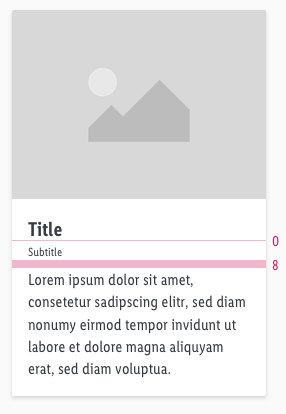 Title
0
Subtitle
8
Lorem ipsum dolor sit amet,
consetetur sadipscing elitr, sed diam
nonumy eirmod tempor invidunt ut
labore et dolore magna aliquyam
erat, sed diam voluptua.